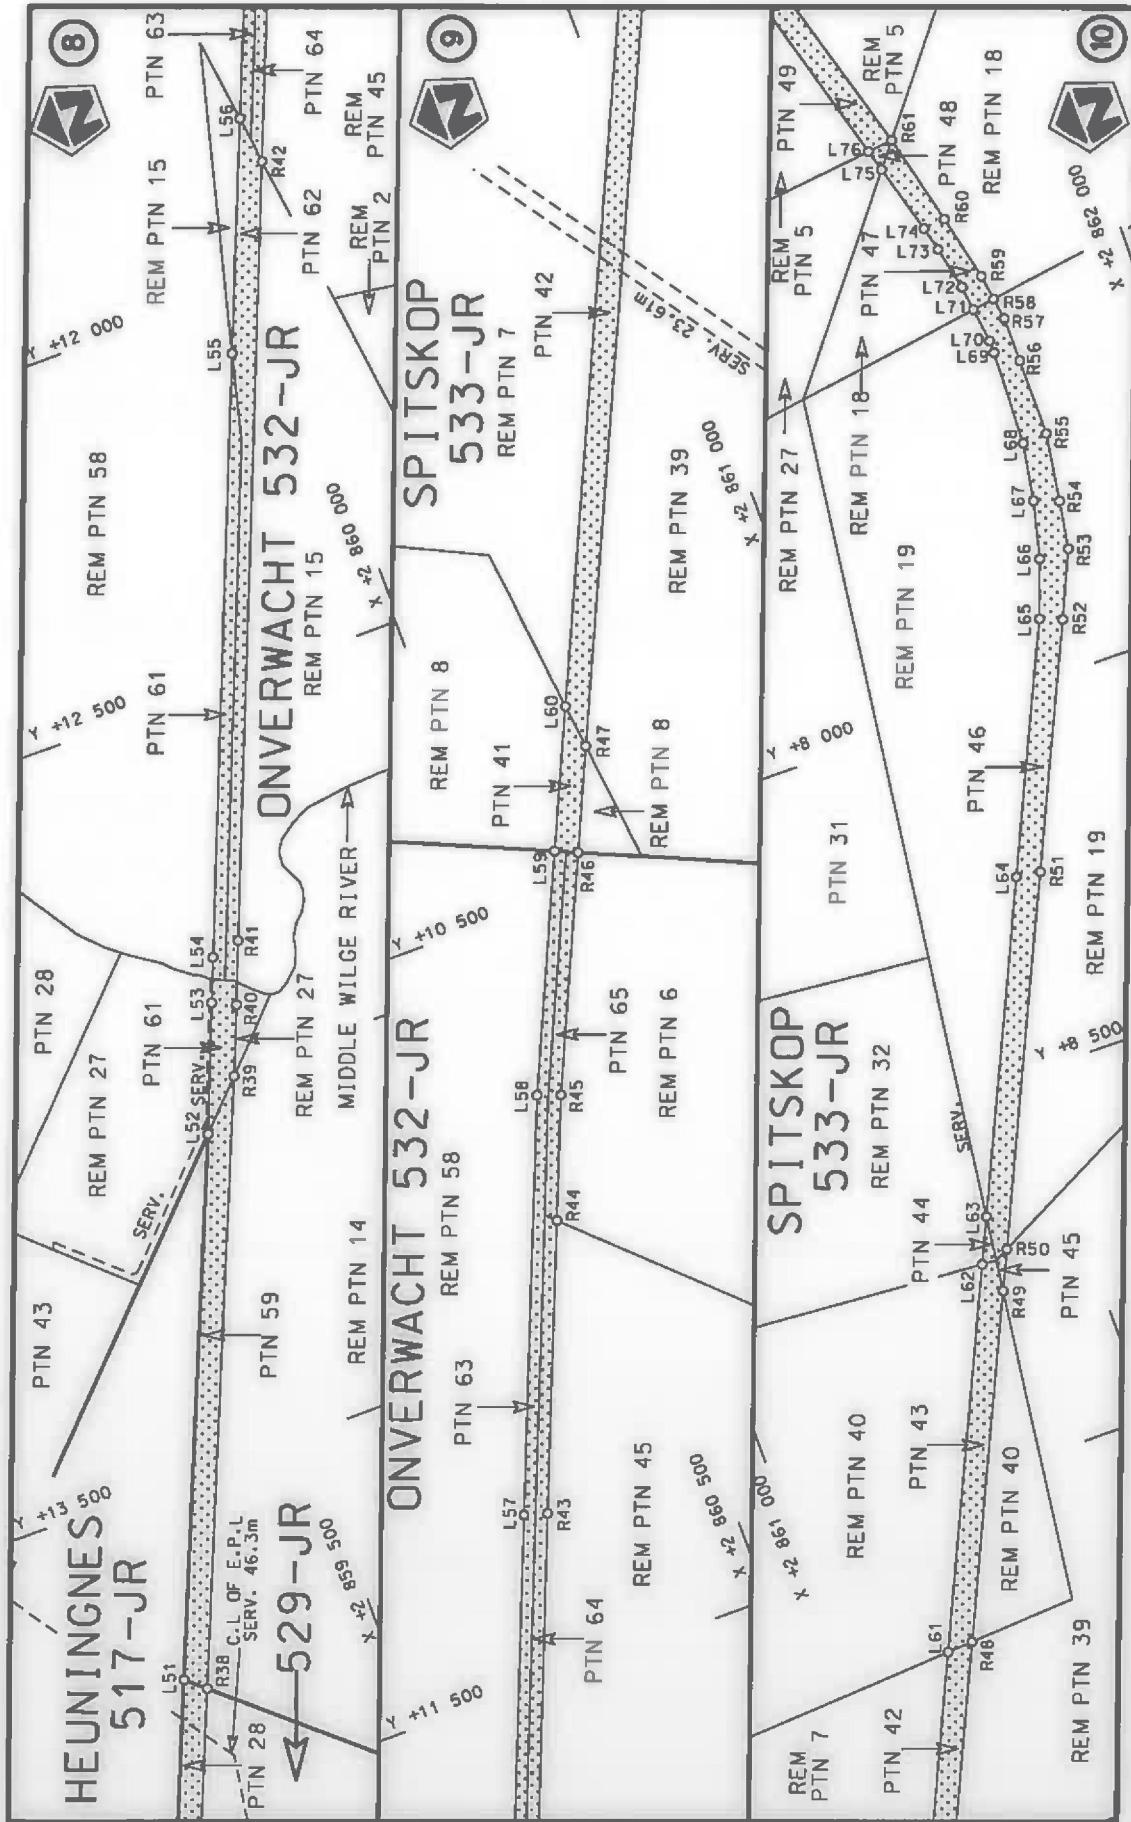 8
HEUNINGNES
517-JR
Y +13 500
PTN 43
REM PTN 27
PTN 28
SERV.
L52 SERV.
PTN 61
L53
L54
PTN 61
Y +12 500
REM PTN 58
L55
Y +12 000
REM PTN 15
L56
PTN 63
L51
R38
C.L OF E.P.L
SERV. 46.3m
PTN 28
529-JR
X +2 859 500
PTN 59
REM PTN 14
R39
R40
R41
REM PTN 27
MIDDLE WILGE RIVER
ONVERWACHT 532-JR
REM PTN 15
X +2 860 000
PTN 62
R42
PTN 64
REM
PTN 2
REM
PTN 45
9
ONVERWACHT 532-JR
REM PTN 58
Y +11 500
PTN 64
L57
R43
PTN 63
REM PTN 45
X +2 860 500
R44
L58
R45
PTN 65
REM PTN 6
Y +10 500
L59
R46
PTN 41
REM PTN 8
L60
R47
REM PTN 8
SPITSKOP
533-JR
REM PTN 7
PTN 42
REM PTN 39
X +2 861 000
SERV. 23.61m
10
X +2 861 000
REM
PTN 7
PTN 42
L61
R48
REM PTN 39
REM PTN 40
PTN 43
REM PTN 40
L62
R49
PTN 44
L63
R50
PTN 45
SERV.
SPITSKOP
533-JR
REM PTN 32
Y +8 500
PTN 31
L64
R51
PTN 46
REM PTN 19
Y +8 000
REM PTN 19
L65
R52
L66
R53
L67
R54
L68
R55
REM PTN 27
REM PTN 18
L69
L70
R56
L71
R57
R58
L72
R59
PTN 47
L73
L74
R60
REM
PTN 5
L75
L76
R61
PTN 48
PTN 49
REM
PTN 5
REM PTN 18
X +2 862 000